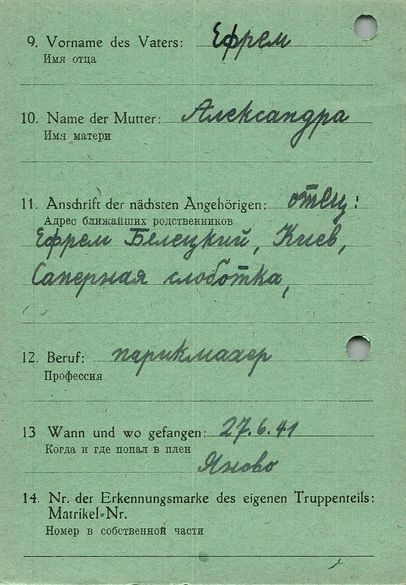 9. Vorname des Vaters: Ефрем
Имя отца
10. Name der Mutter: Александра
Имя матери
11. Anschrift der nächsten Angehörigen: отец:
Адрес ближайших родственников
Ефрем Белецкий, Киев,
Саперная слоботка,
12. Beruf: парикмахер
Профессия
13 Wann und wo gefangen: 27.6.41
Когда и где попал в плен
Яново
14. Nr. der Erkennungsmarke des eigenen Truppenteils:
Matrikel-Nr.
Номер в собственной части